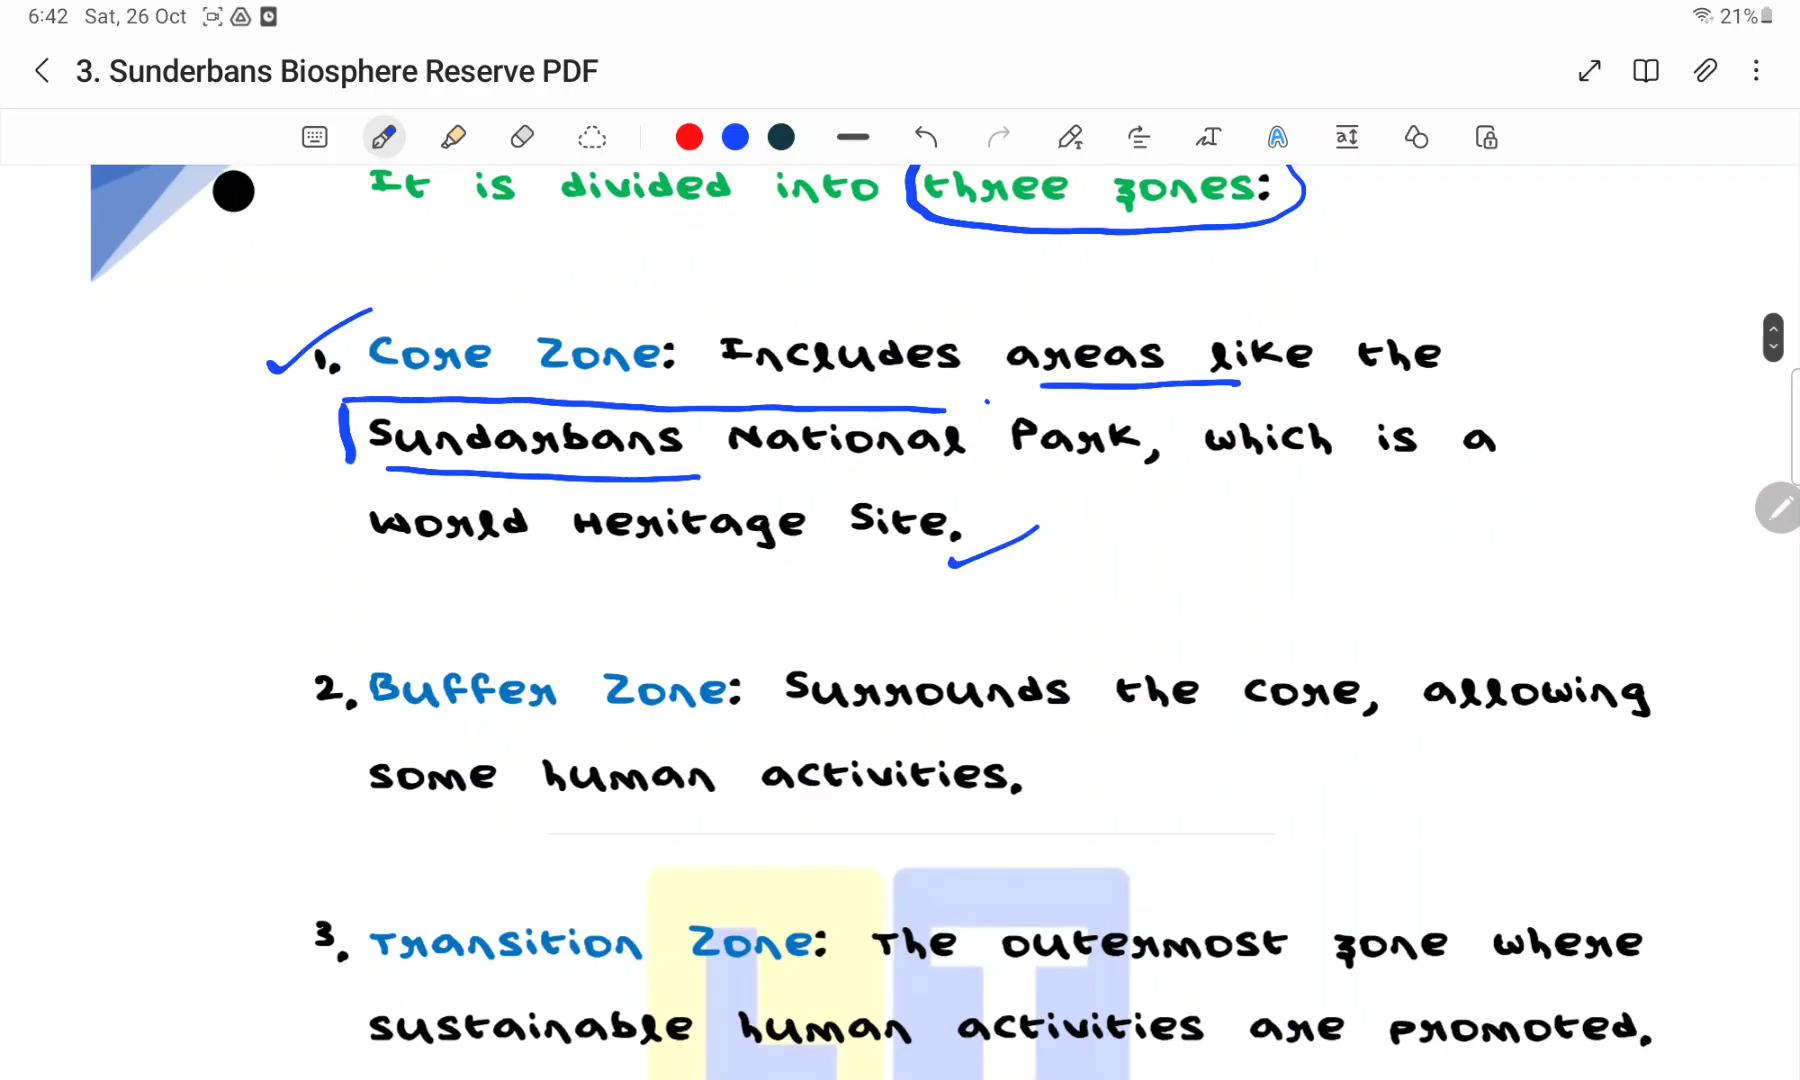 6:42 Sat, 26 Oct
21%
3. Sunderbans Biosphere Reserve PDF
It is divided into three zones:
1. Core Zone: Includes areas like the
Sundarbans National Park, which is a
World Heritage Site.
2. Buffer Zone: Surrounds the core, allowing
some human activities.
3. Transition Zone: The outermost zone where
sustainable human activities are promoted.
LT